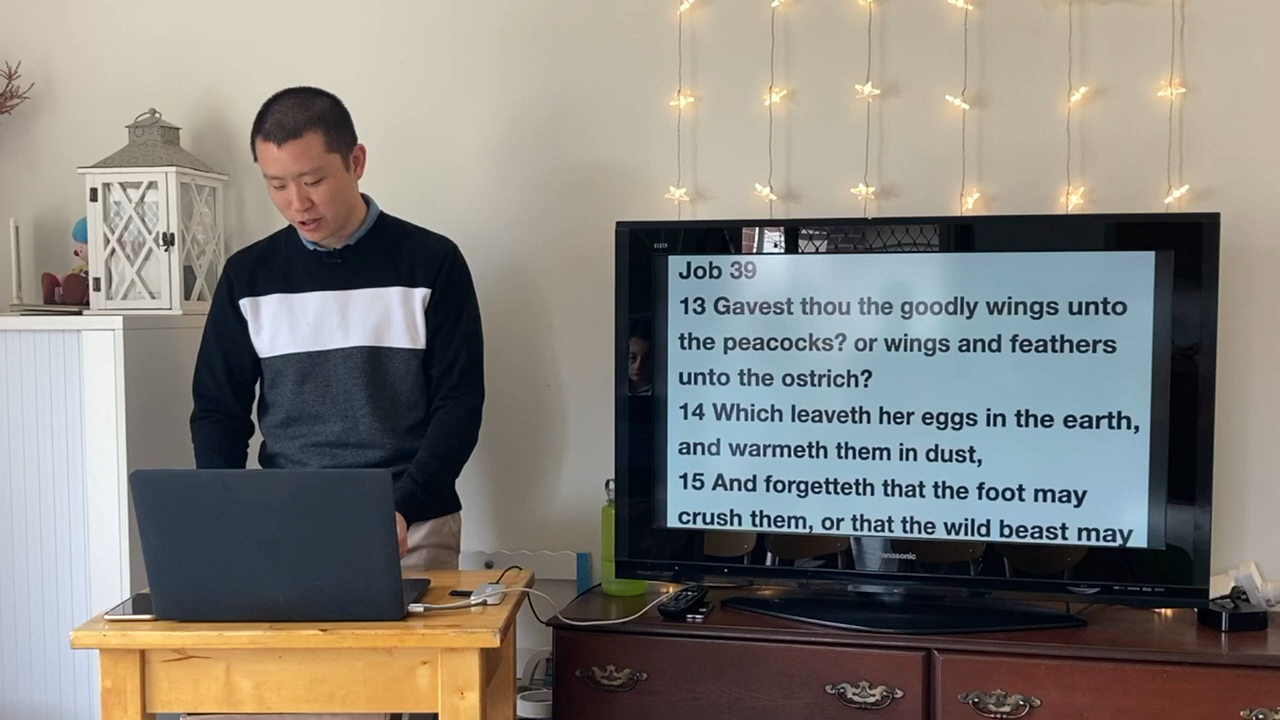 Job 39
13 Gavest thou the goodly wings unto
the peacocks? or wings and feathers
unto the ostrich?
14 Which leaveth her eggs in the earth,
and warmeth them in dust,
15 And forgetteth that the foot may
crush them, or that the wild beast may
Panasonic